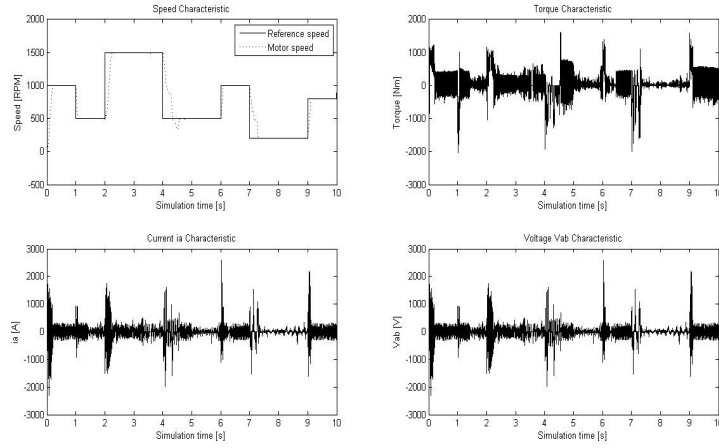 Speed Characteristic
2000
1500
1000
500
0
-500
Speed [RPM]
Reference speed
Motor speed
0 1 2 3 4 5 6 7 8 9 10
Simulation time [s]
Torque Characteristic
2000
1000
0
-1000
-2000
-3000
Torque [Nm]
0 1 2 3 4 5 6 7 8 9 10
Simulation time [s]
Current ia Characteristic
3000
2000
1000
0
-1000
-2000
-3000
ia [A]
0 1 2 3 4 5 6 7 8 9 10
Simulation time [s]
Voltage Vab Characteristic
3000
2000
1000
0
-1000
-2000
-3000
Vab [V]
0 1 2 3 4 5 6 7 8 9 10
Simulation time [s]